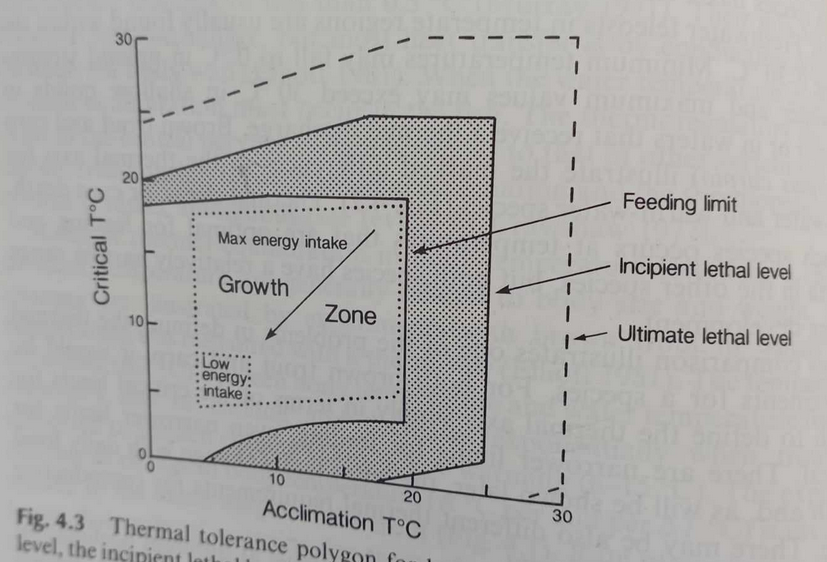 30
20
10
0
Critical T°C
Max energy intake
Growth
Zone
Low
energy
intake
Feeding limit
Incipient lethal level
Ultimate lethal level
0
10
20
30
Acclimation T°C
Fig. 4.3 Thermal tolerance polygon for
level, the incipient